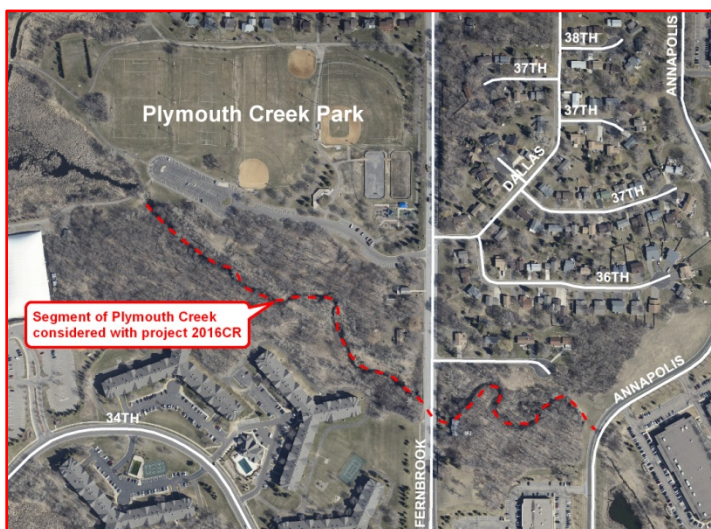 38TH
ANNAPOLIS
37TH
Plymouth Creek Park
37TH
DALLAS
37TH
36TH
Segment of Plymouth Creek
considered with project 2016CR
ANNAPOLIS
34TH
FERNBROOK